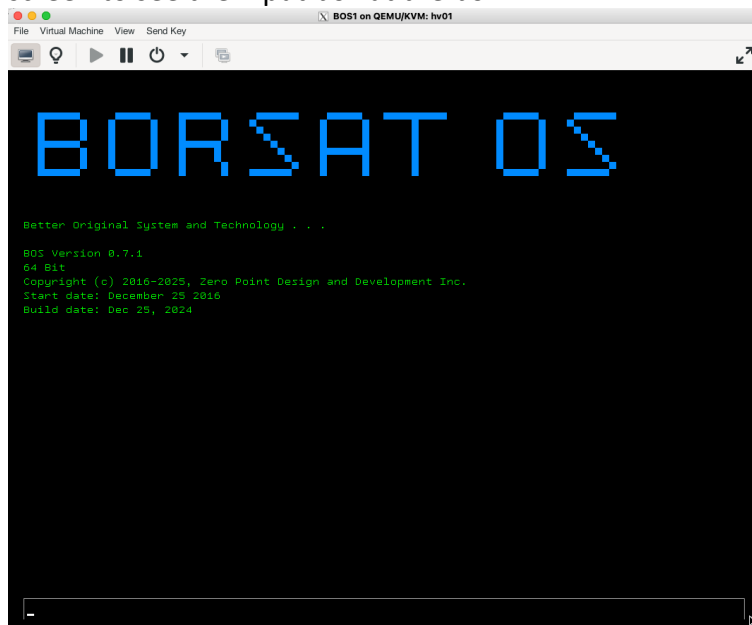 BOS1 on QEMU/KVM: hv01
File Virtual Machine View Send Key
BORSAT OS
Better Original System and Technology . . .
BOS Version 0.7.1
64 Bit
Copyright (c) 2016-2025, Zero Point Design and Development Inc.
Start date: December 25 2016
Build date: Dec 25, 2024